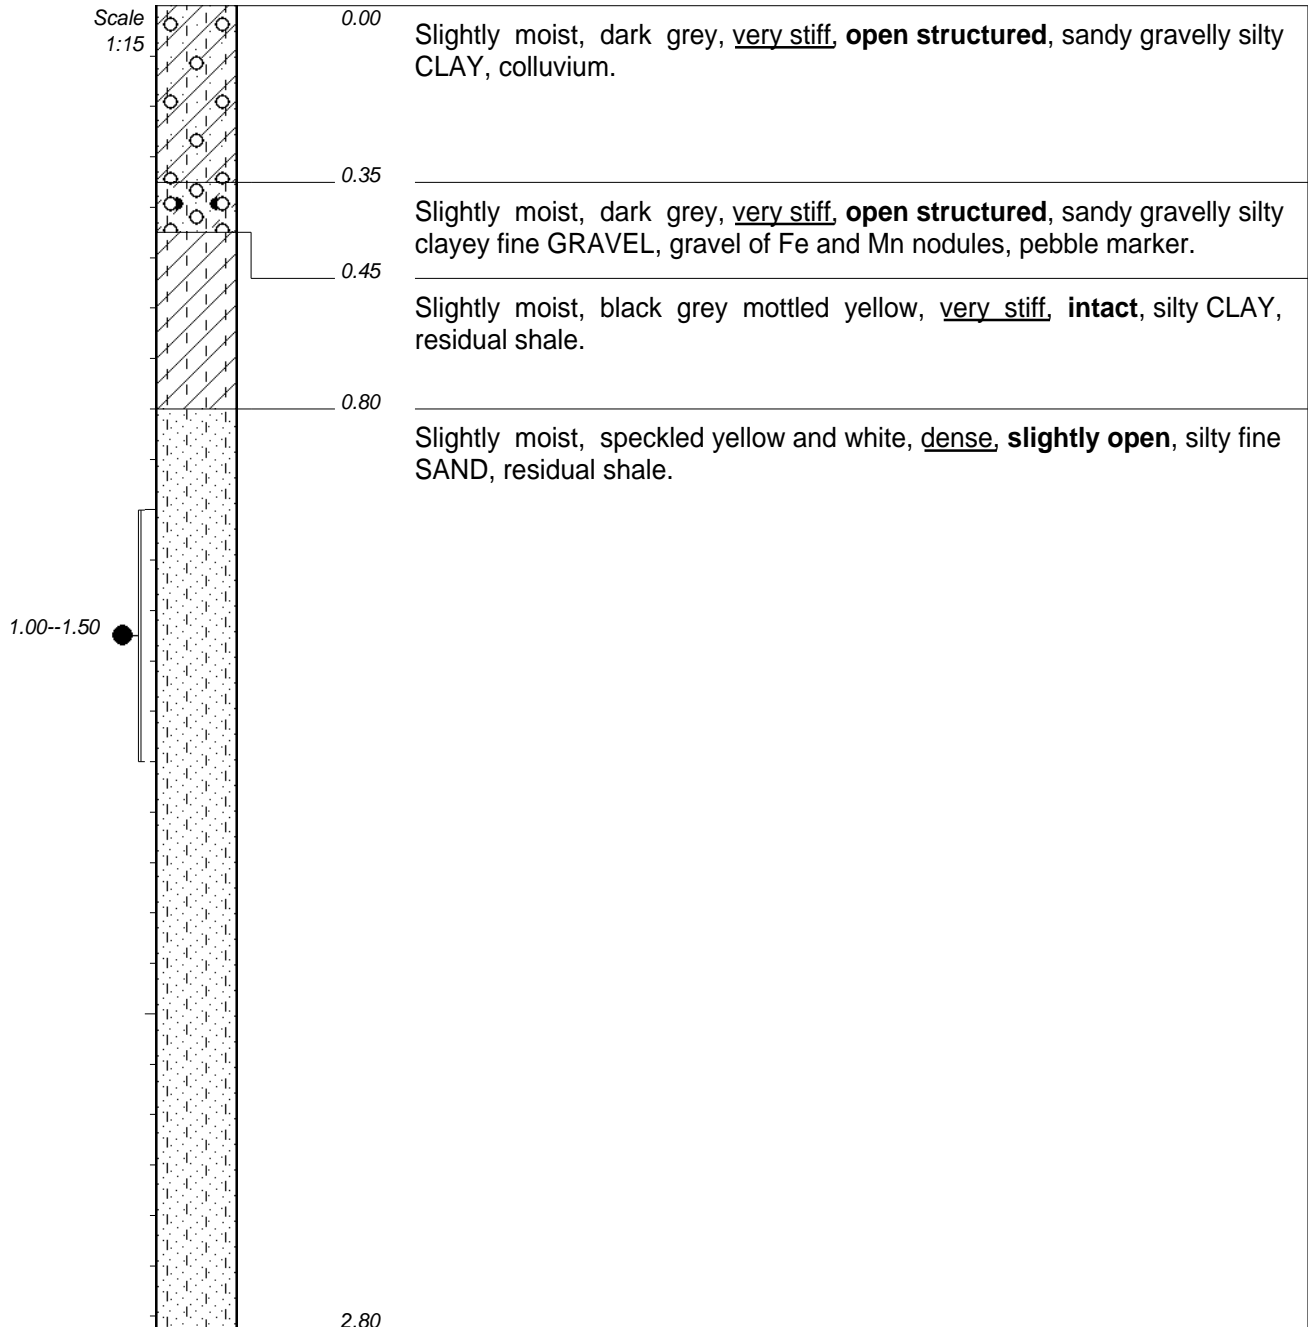 Scale
1:15
0.00
Slightly moist, dark grey, very stiff, open structured, sandy gravelly silty
CLAY, colluvium.
0.35
Slightly moist, dark grey, very stiff, open structured, sandy gravelly silty
clayey fine GRAVEL, gravel of Fe and Mn nodules, pebble marker.
0.45
Slightly moist, black grey mottled yellow, very stiff, intact, silty CLAY,
residual shale.
0.80
Slightly moist, speckled yellow and white, dense, slightly open, silty fine
SAND, residual shale.
1.00--1.50
2.80